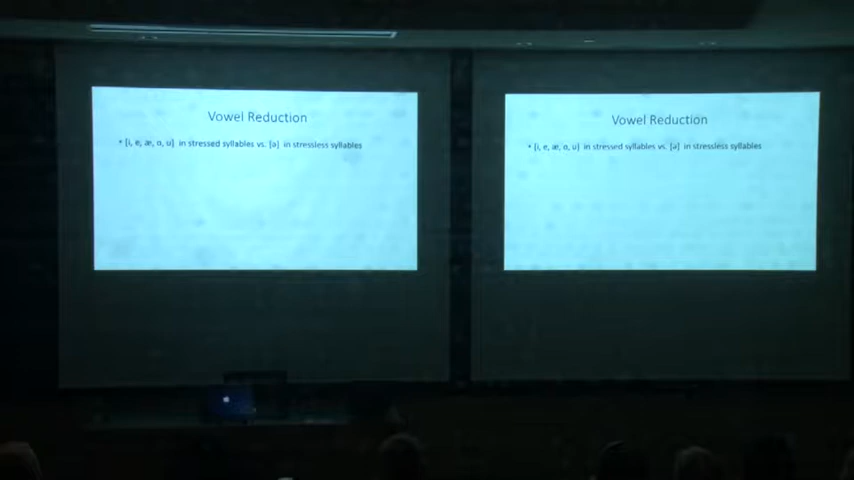 Vowel Reduction
• [i, e, æ, ɑ, u] in stressed syllables vs. [ə] in stressless syllables
Vowel Reduction
• [i, e, æ, ɑ, u] in stressed syllables vs. [ə] in stressless syllables